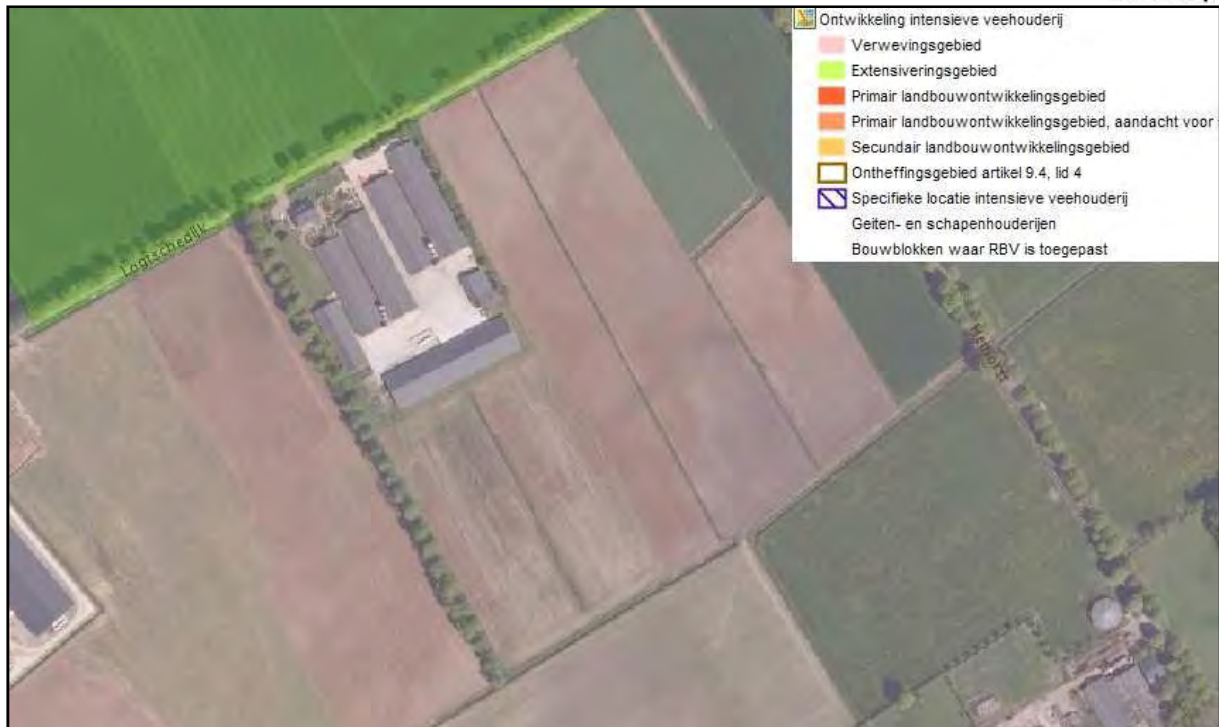 Ontwikkeling intensieve veehouderij
Verwevingsgebied
Extensiveringsgebied
Primair landbouwontwikkelingsgebied
Primair landbouwontwikkelingsgebied, aandacht voor
Secundair landbouwontwikkelingsgebied
Ontheffingsgebied artikel 9.4, lid 4
Specifieke locatie intensieve veehouderij
Geiten- en schapenhouderijen
Bouwblokken waar RBV is toegepast
Logtschedijk